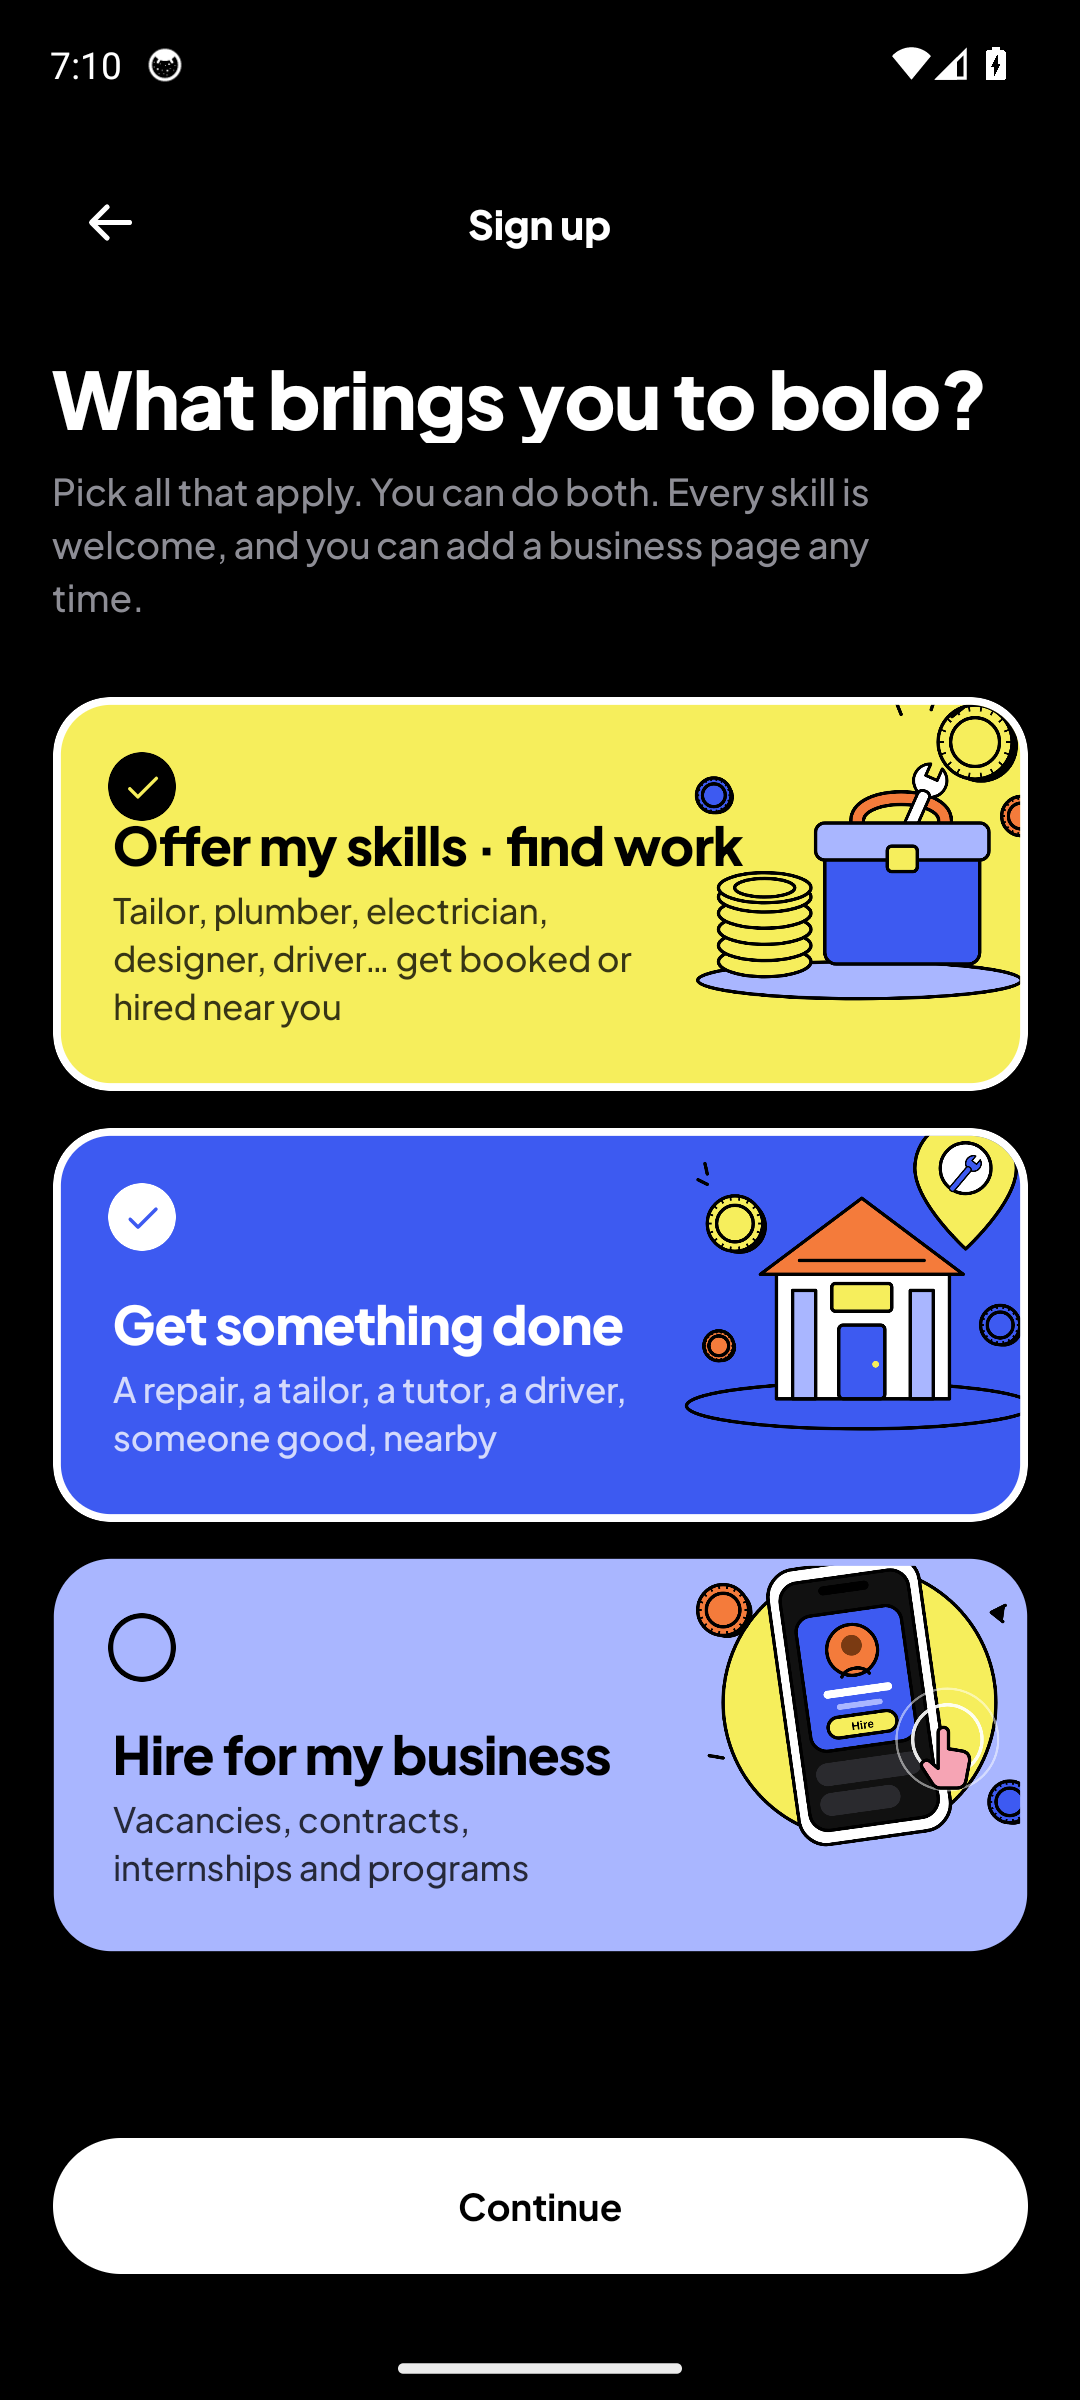 7:10
Sign up
What brings you to bolo?
Pick all that apply. You can do both. Every skill is
welcome, and you can add a business page any
time.
Offer my skills · find work
Tailor, plumber, electrician,
designer, driver... get booked or
hired near you
Get something done
A repair, a tailor, a tutor, a driver,
someone good, nearby
Hire
Hire for my business
Vacancies, contracts,
internships and programs
Continue